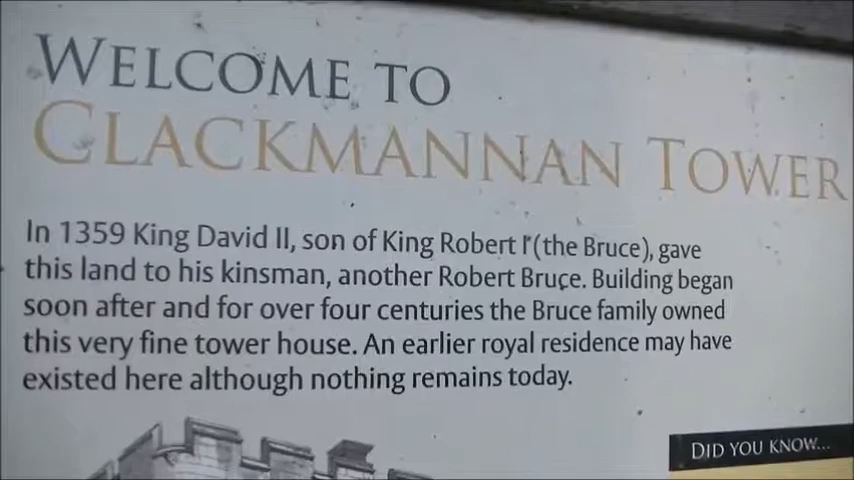 WELCOME TO
CLACKMANNAN TOWER
In 1359 King David II, son of King Robert I (the Bruce), gave
this land to his kinsman, another Robert Bruce. Building began
soon after and for over four centuries the Bruce family owned
this very fine tower house. An earlier royal residence may have
existed here although nothing remains today.
DID YOU KNOW...